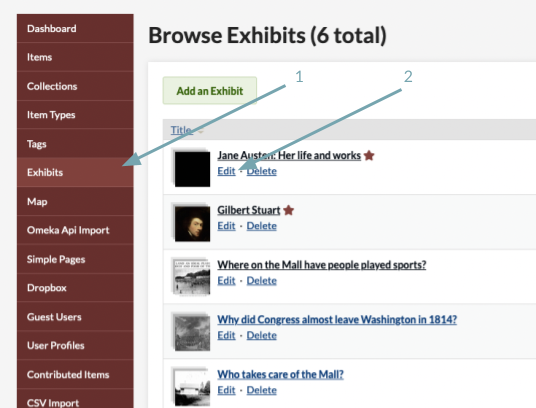 Dashboard
Items
Collections
Item Types
Tags
Exhibits
Map
Omeka Api Import
Simple Pages
Dropbox
Guest Users
User Profiles
Contributed Items
CSV Import
Browse Exhibits (6 total)
Add an Exhibit
1
2
Title
Jane Austen: Her life and works
Edit · Delete
Gilbert Stuart
Edit · Delete
Where on the Mall have people played sports?
Edit · Delete
Why did Congress almost leave Washington in 1814?
Edit · Delete
Who takes care of the Mall?
Edit · Delete